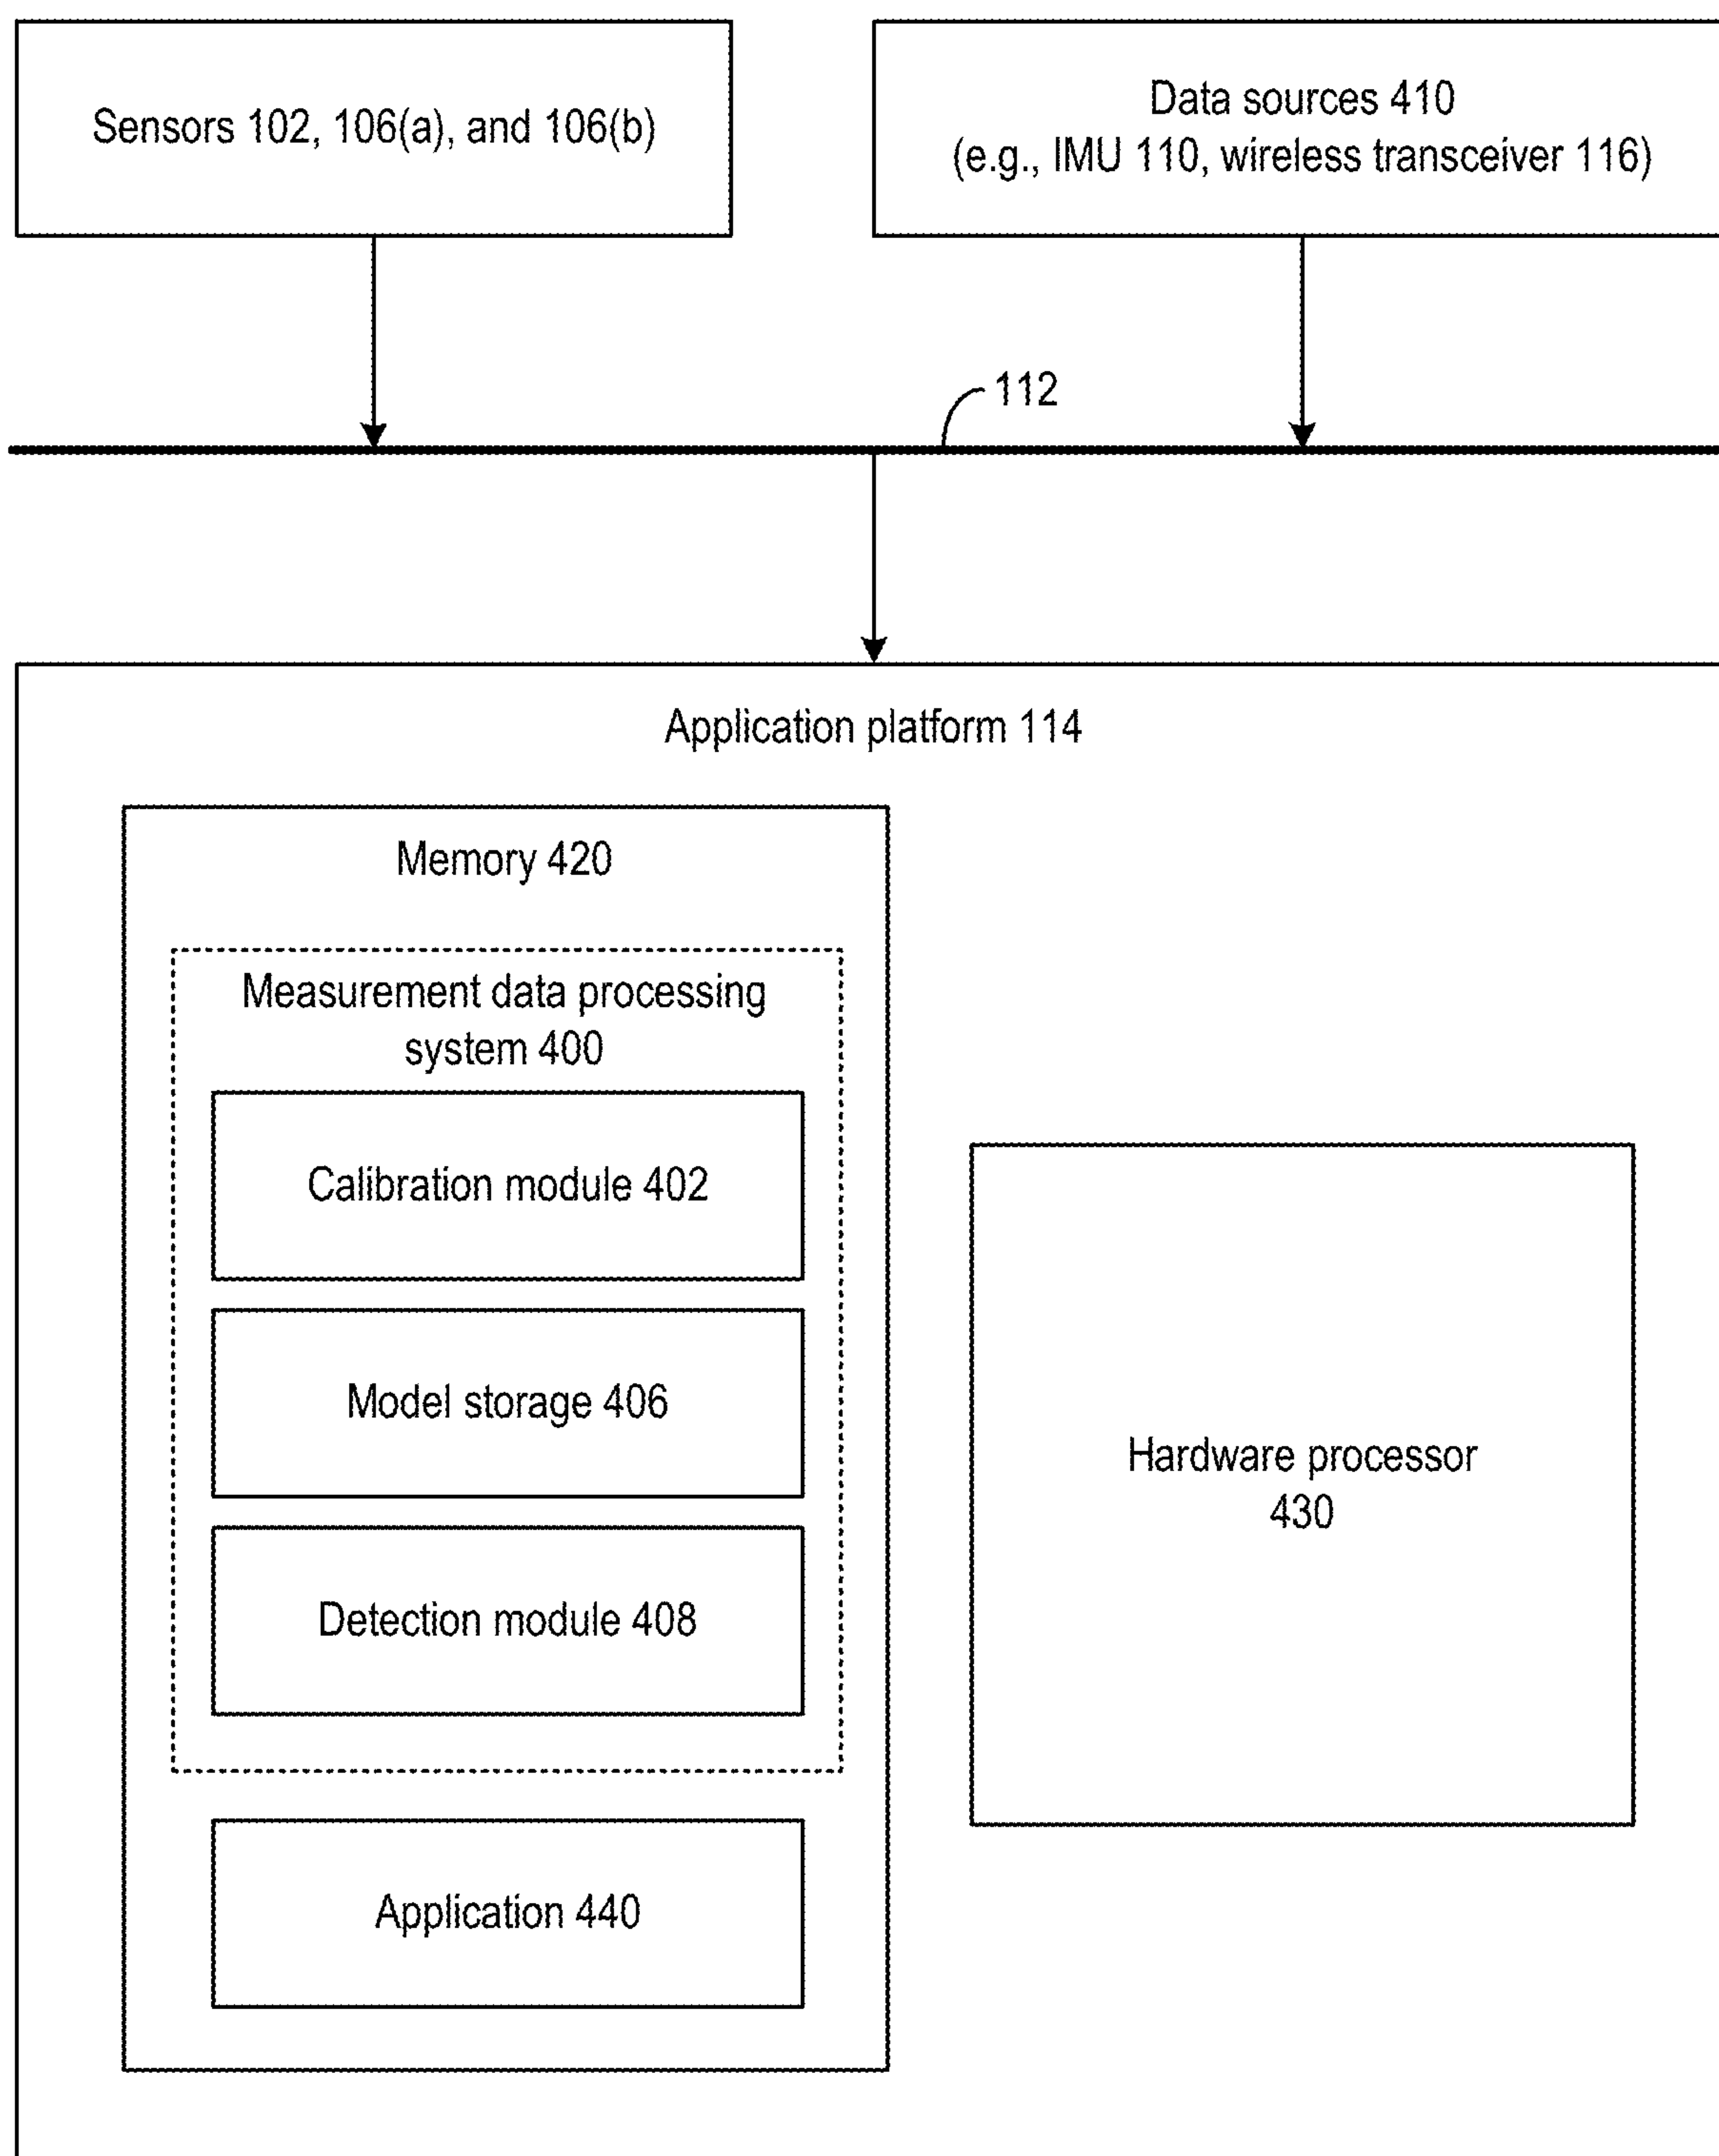 Sensors 102, 106(a), and 106(b)
Data sources 410
(e.g., IMU 110, wireless transceiver 116)
112
Application platform 114
Memory 420
Measurement data processing
system 400
Calibration module 402
Model storage 406
Detection module 408
Application 440
Hardware processor
430